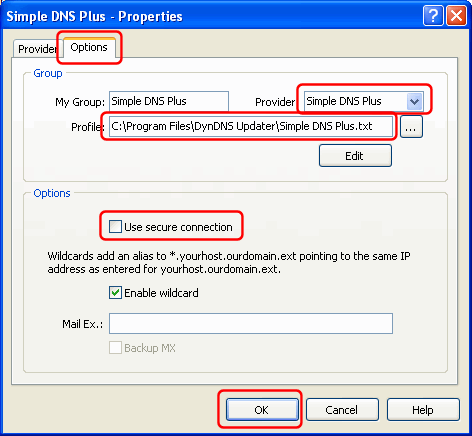 Simple DNS Plus - Properties
Provider Options
Group
My Group: Simple DNS Plus Provider Simple DNS Plus
Profile: C:\Program Files\DynDNS Updater\Simple DNS Plus.txt ...
Edit
Options
Use secure connection
Wildcards add an alias to *.yourhost.ourdomain.ext pointing to the same IP
address as entered for yourhost.ourdomain.ext.
Enable wildcard
Mail Ex.:
Backup MX
OK Cancel Help